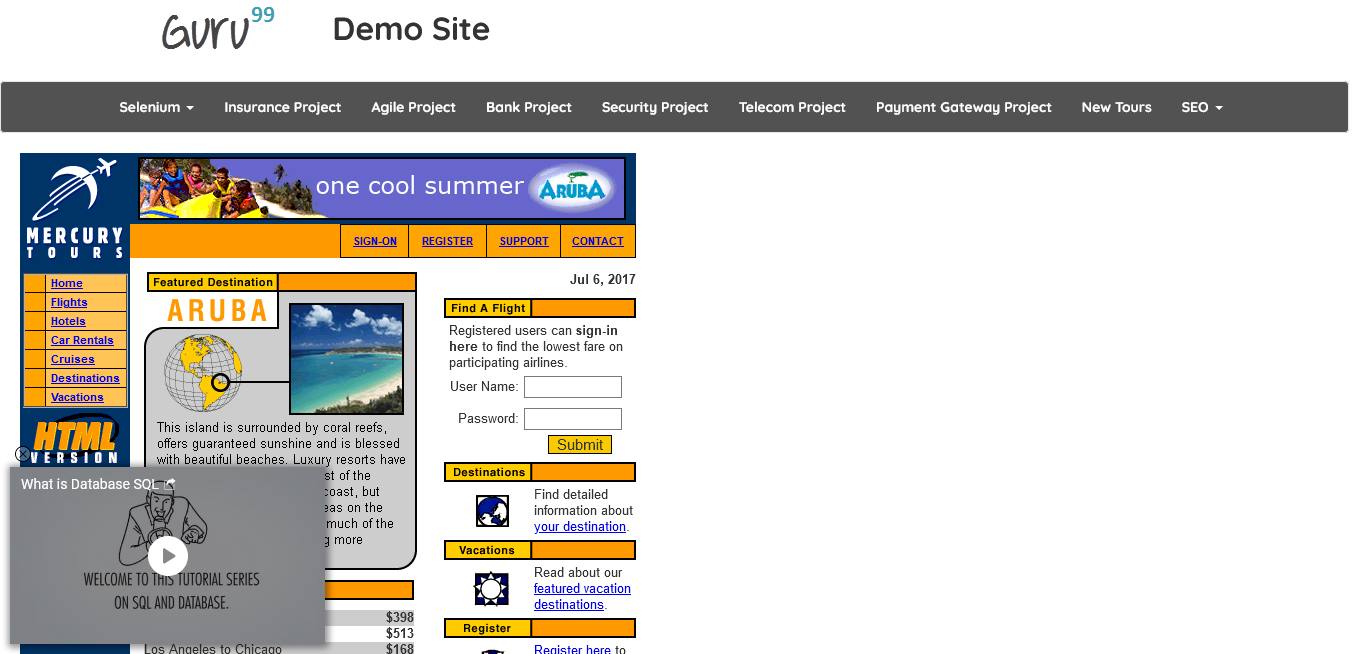 Guru99
Demo Site
Selenium Insurance Project Agile Project Bank Project Security Project Telecom Project Payment Gateway Project New Tours SEO
one cool summer ARUBA
MERCURY
TOURS
SIGN-ON REGISTER SUPPORT CONTACT
Home
Flights
Hotels
Car Rentals
Cruises
Destinations
Vacations
HTML
VERSION
What is Database SQL
WELCOME TO THIS TUTORIAL SERIES
ON SQL AND DATABASE.
Featured Destination
ARUBA
This island is surrounded by coral reefs,
offers guaranteed sunshine and is blessed
with beautiful beaches. Luxury resorts have
st of the
coast, but
eas on the
much of the
g more
$398
$513
Los Angeles to Chicago $168
Jul 6, 2017
Find A Flight
Registered users can sign-in
here to find the lowest fare on
participating airlines.
User Name:
Password:
Submit
Destinations
Find detailed
information about
your destination.
Vacations
Read about our
featured vacation
destinations.
Register
Register here to